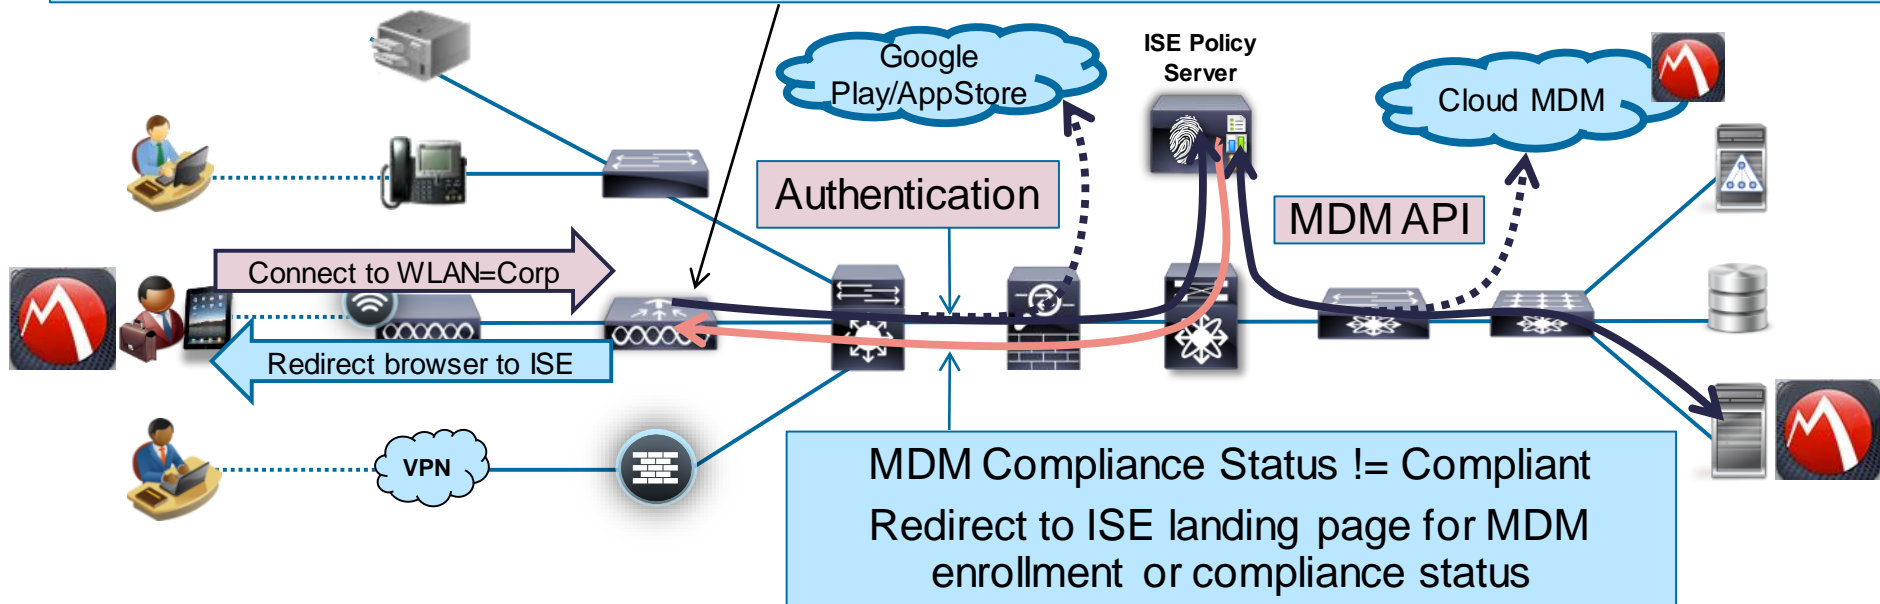 Google
Play/AppStore
ISE Policy
Server
Cloud MDM
Authentication
MDM API
Connect to WLAN=Corp
Redirect browser to ISE
VPN
MDM Compliance Status != Compliant
Redirect to ISE landing page for MDM
enrollment or compliance status